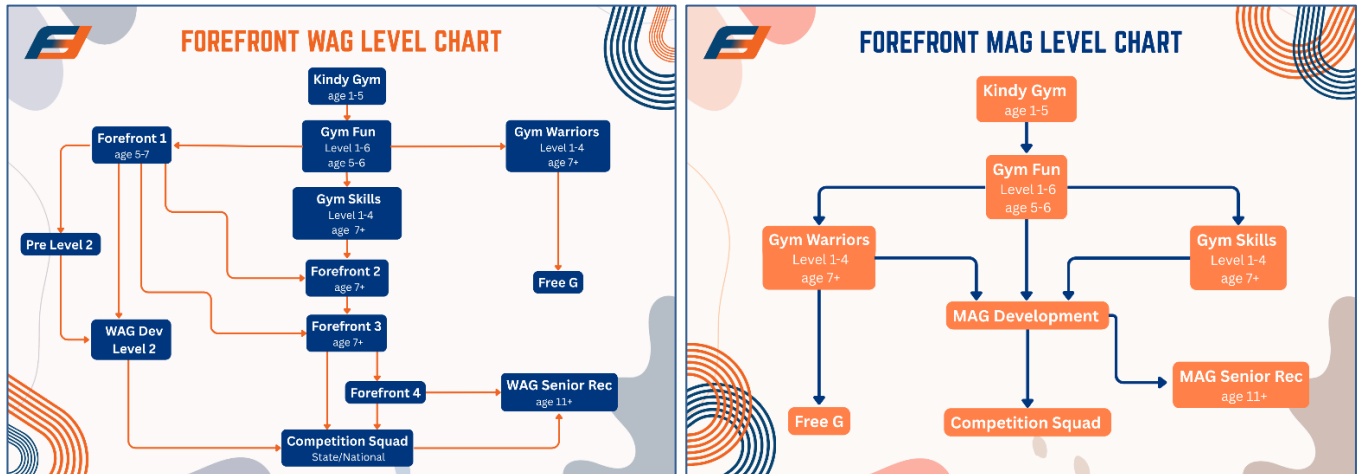 FOREFRONT WAG LEVEL CHART
Kindy Gym
age 1-5
Forefront 1
age 5-7
Gym Fun
Level 1-6
age 5-6
Gym Warriors
Level 1-4
age 7+
Gym Skills
Level 1-4
age 7+
Pre Level 2
Forefront 2
age 7+
Free G
WAG Dev
Level 2
Forefront 3
age 7+
Forefront 4
WAG Senior Rec
age 11+
Competition Squad
State/National
FOREFRONT MAG LEVEL CHART
Kindy Gym
age 1-5
Gym Fun
Level 1-6
age 5-6
Gym Warriors
Level 1-4
age 7+
Gym Skills
Level 1-4
age 7+
MAG Development
MAG Senior Rec
age 11+
Free G
Competition Squad